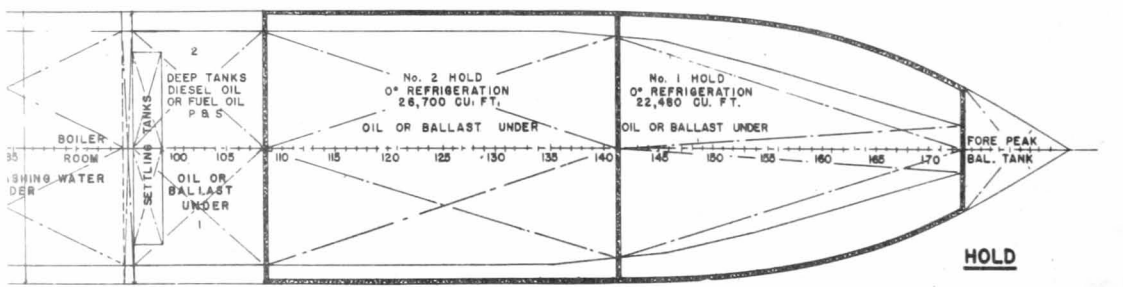 2
DEEP TANKS
DIESEL OIL
OR FUEL OIL
P & S
SETTLING TANKS
BOILER
ROOM
OIL OR
BALLAST
UNDER
1
No. 2 HOLD
0° REFRIGERATION
26,700 CU. FT.
OIL OR BALLAST UNDER
No. 1 HOLD
0° REFRIGERATION
22,480 CU. FT.
OIL OR BALLAST UNDER
FORE PEAK
BAL. TANK
100 105 110 115 120 125 130 135 140 145 150 155 160 165 170
HOLD